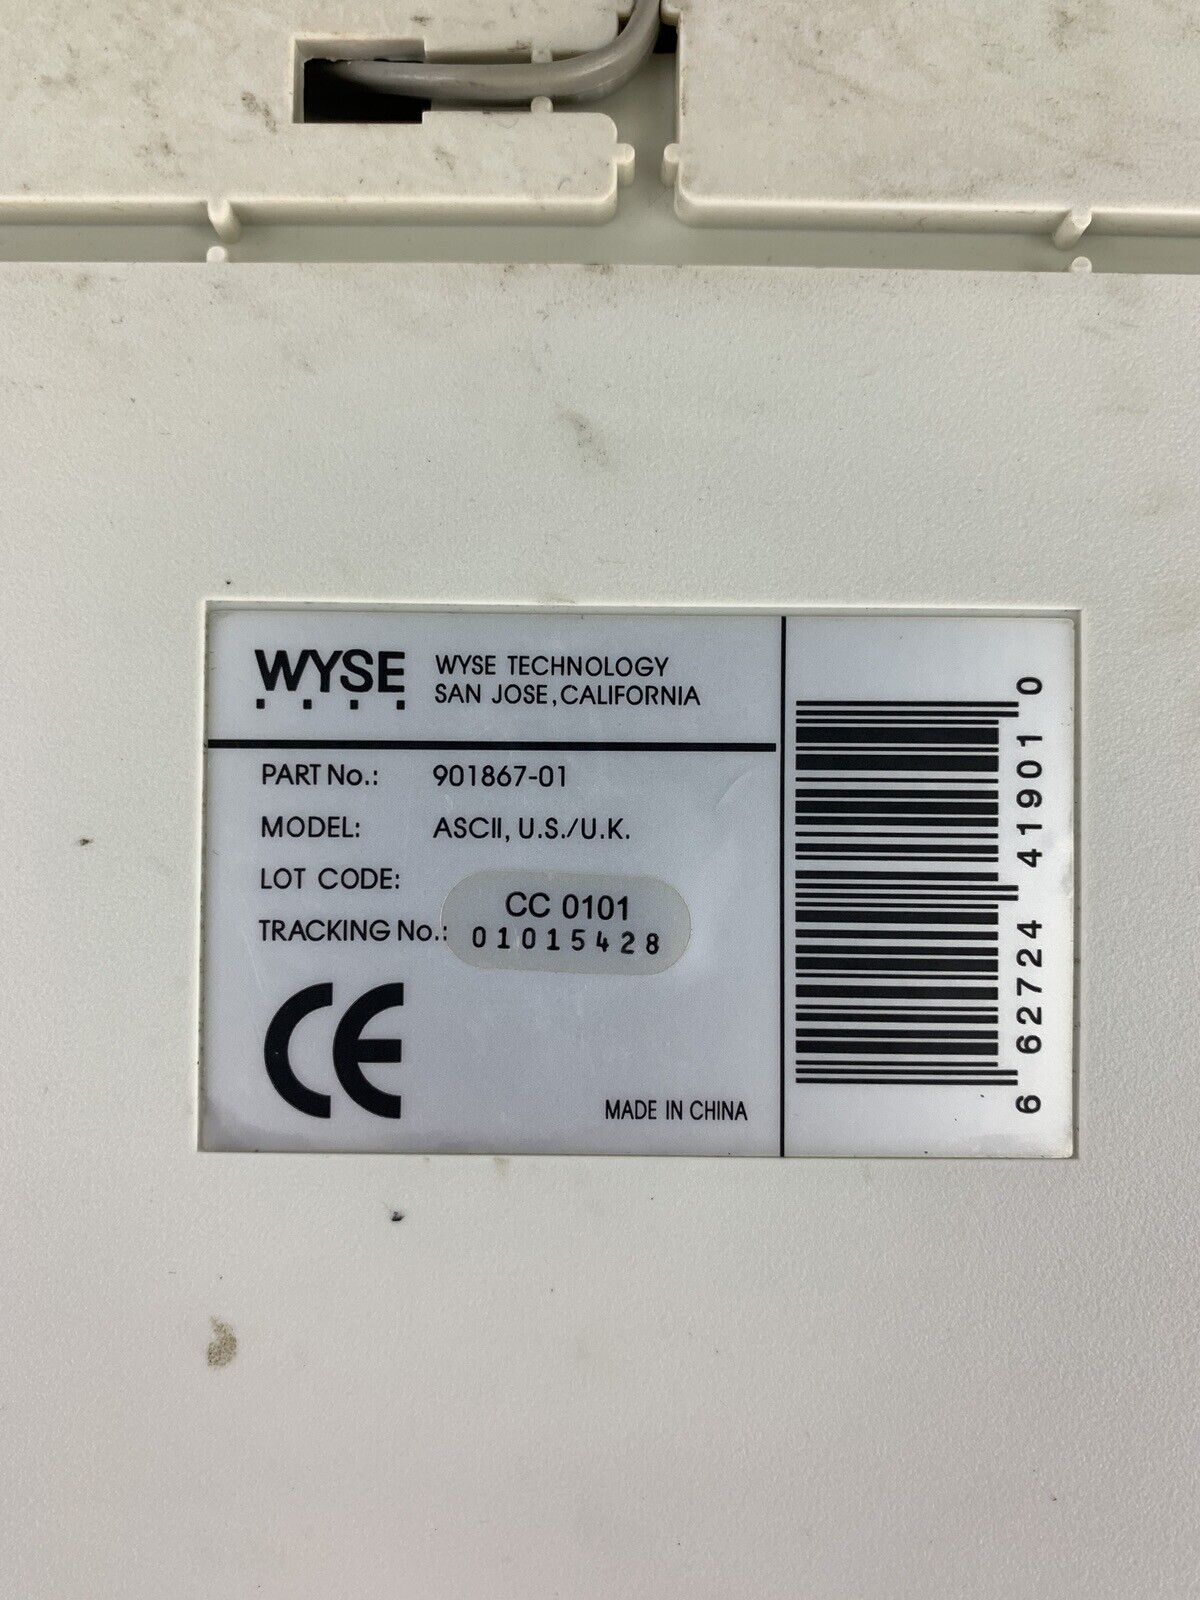 WYSE
WYSE TECHNOLOGY
SAN JOSE, CALIFORNIA
PART No.: 901867-01
MODEL: ASCII, U.S./U.K.
LOT CODE: CC 0101
TRACKING No.: 01015428
CE
MADE IN CHINA
6 62724 41901 0